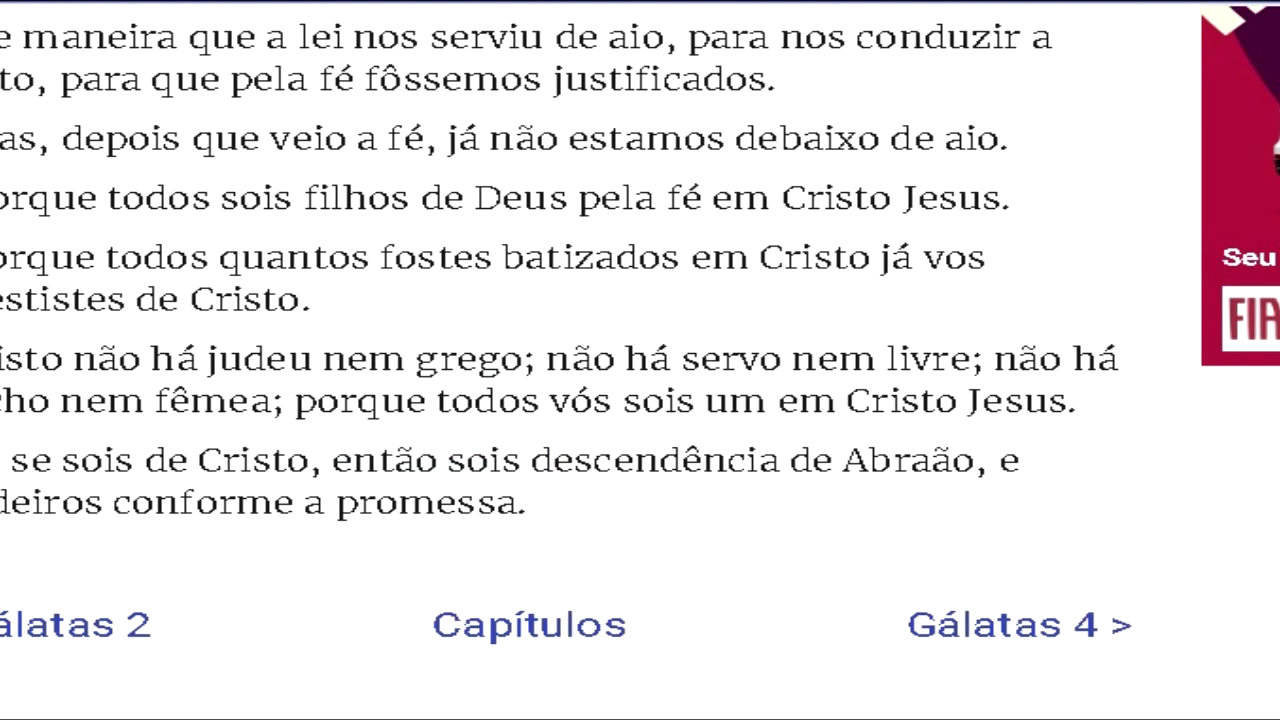 e maneira que a lei nos serviu de aio, para nos conduzir a
to, para que pela fé fôssemos justificados.
as, depois que veio a fé, já não estamos debaixo de aio.
orque todos sois filhos de Deus pela fé em Cristo Jesus.
orque todos quantos fostes batizados em Cristo já vos
estistes de Cristo.
isto não há judeu nem grego; não há servo nem livre; não há
cho nem fêmea; porque todos vós sois um em Cristo Jesus.
se sois de Cristo, então sois descendência de Abraão, e
deiros conforme a promessa.
álatas 2
Capítulos
Gálatas 4 >
Seu
FIA